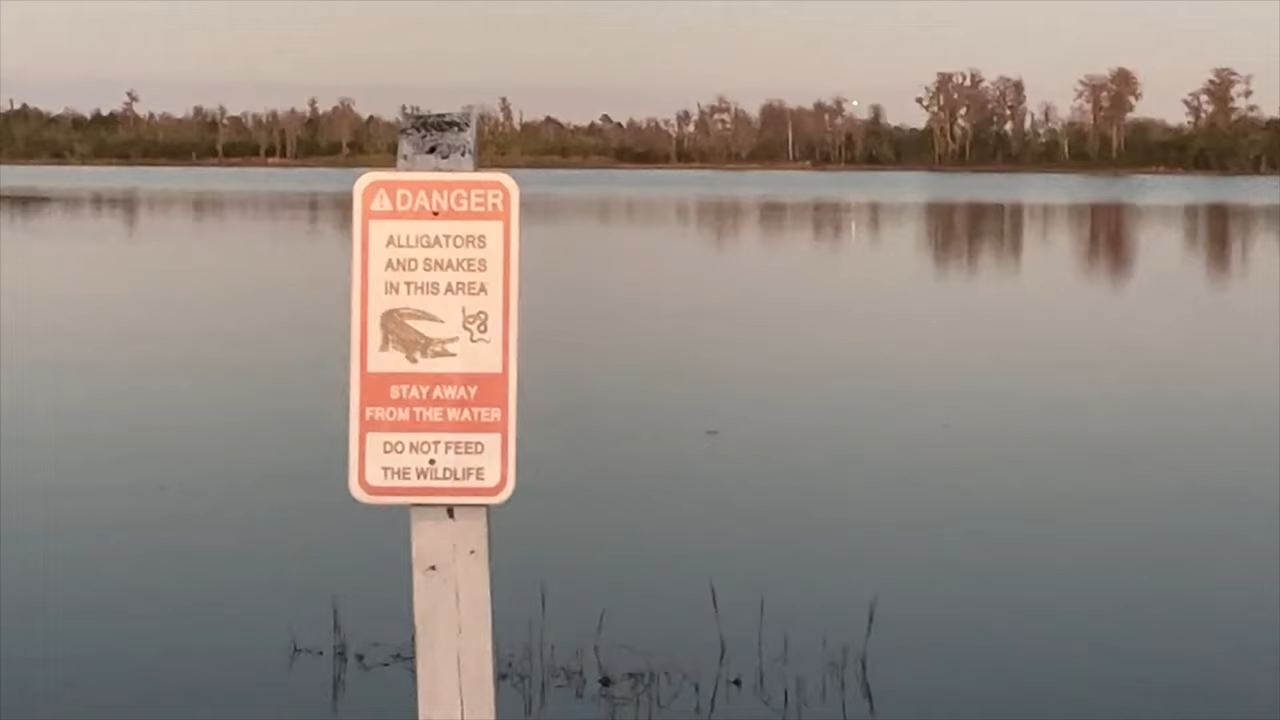 DANGER
ALLIGATORS
AND SNAKES
IN THIS AREA
STAY AWAY
FROM THE WATER
DO NOT FEED
THE WILDLIFE